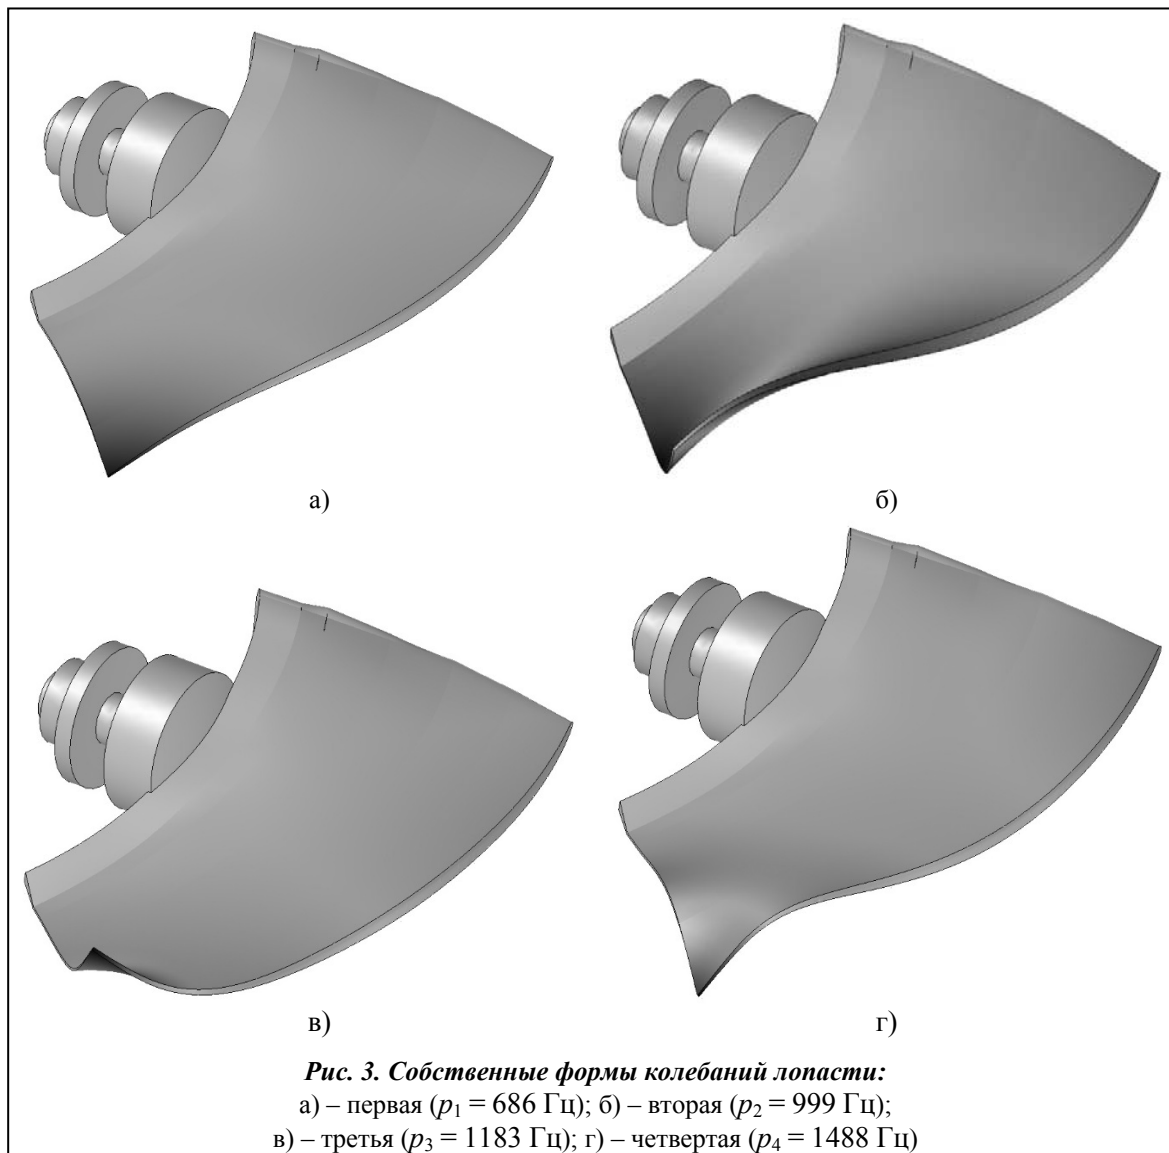 а)
б)
в)
г)
Рис. 3. Собственные формы колебаний лопасти:
а) – первая (p1 = 686 Гц); б) – вторая (p2 = 999 Гц);
в) – третья (p3 = 1183 Гц); г) – четвертая (p4 = 1488 Гц)